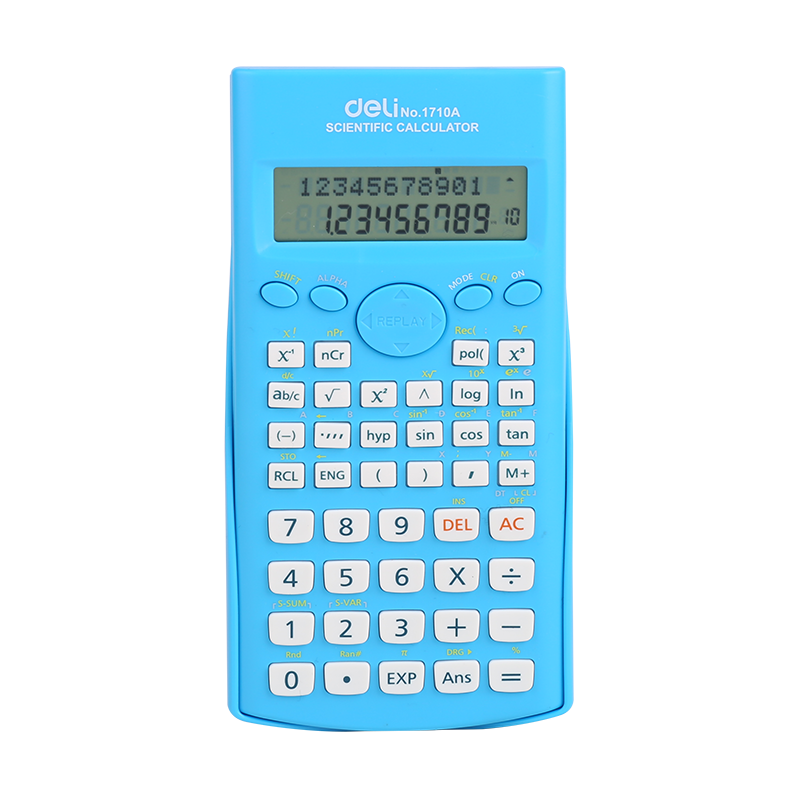 deli No.1710A
SCIENTIFIC CALCULATOR
12345678901
1.23456789 10
SHIFT ALPHA MODE CLR ON
REPLAY
x! nPr Rec( : ³√
X⁻¹ nCr pol( X³
d/c X√ 10ˣ eˣ e
ab/c √ X² ^ log ln
A ← B C sin⁻¹ D cos⁻¹ E tan⁻¹ F
(−) ·,,, hyp sin cos tan
STO ← X ; Y M- M
RCL ENG ( ) , M+
INS DT CL OFF
7 8 9 DEL AC
4 5 6 X ÷
S-SUM S-VAR
1 2 3 + −
Rnd Ran# π DRG ▸ %
0 • EXP Ans =